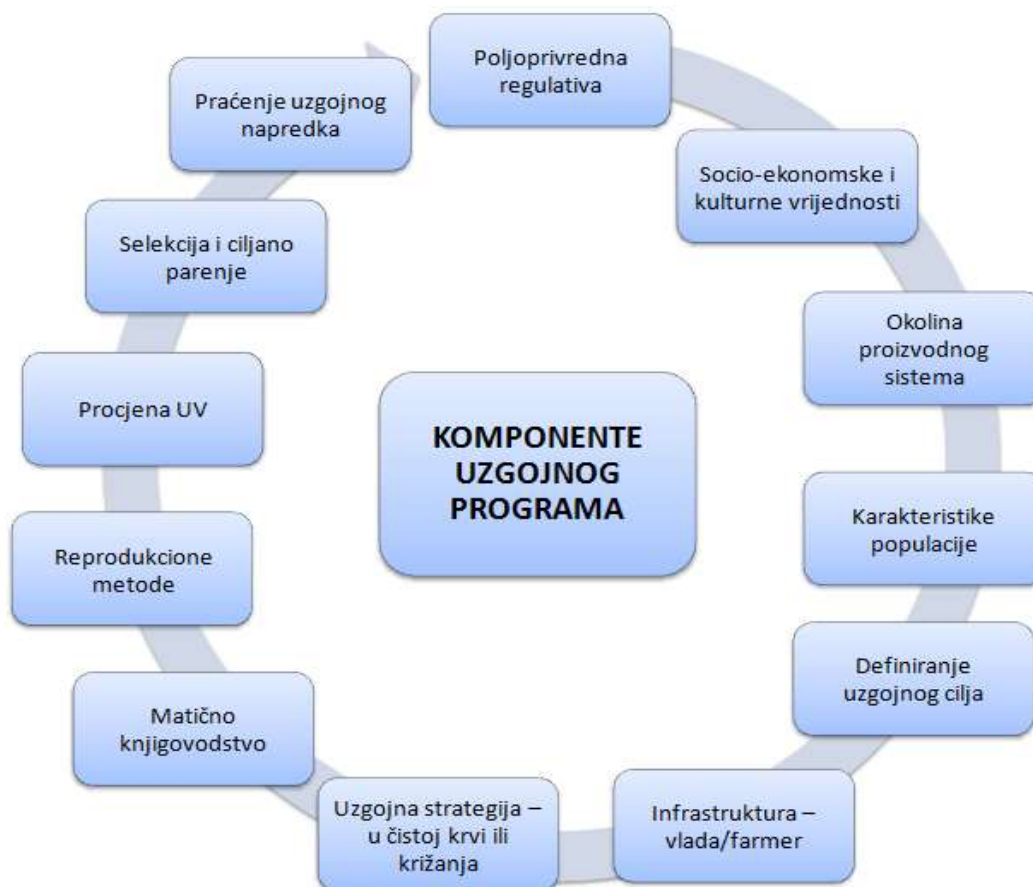 Poljoprivredna
regulativa
Socio-ekonomske i
kulturne vrijednosti
Okolina
proizvodnog
sistema
Karakteristike
populacije
Definiranje
uzgojnog cilja
Infrastruktura –
vlada/farmer
Uzgojna strategija –
u čistoj krvi ili
križanja
Matično
knjigovodstvo
Reprodukcione
metode
Procjena UV
Selekcija i ciljano
parenje
Praćenje uzgojnog
napredka
KOMPONENTE
UZGOJNOG
PROGRAMA